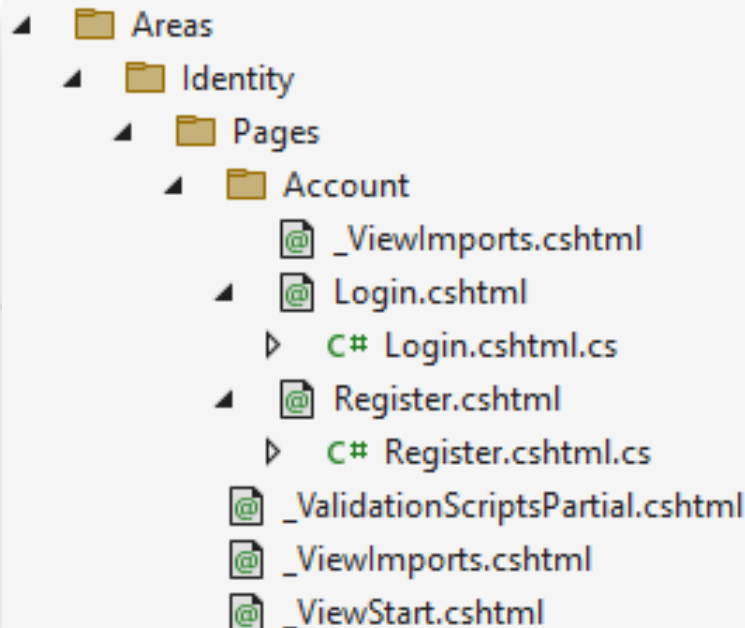 Areas
Identity
Pages
Account
_ViewImports.cshtml
Login.cshtml
C# Login.cshtml.cs
Register.cshtml
C# Register.cshtml.cs
_ValidationScriptsPartial.cshtml
_ViewImports.cshtml
_ViewStart.cshtml